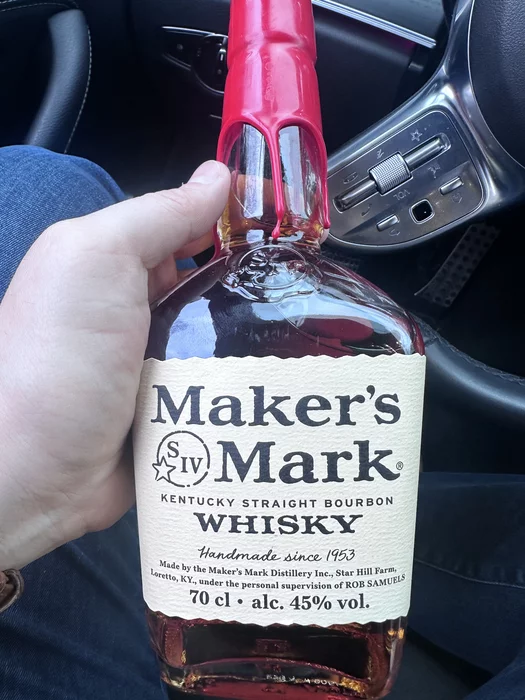 VOL
Maker's
S IV
Mark®
KENTUCKY STRAIGHT BOURBON
WHISKY
Handmade since 1953
Made by the Maker's Mark Distillery Inc., Star Hill Farm,
Loretto, KY., under the personal supervision of ROB SAMUELS
70 cl • alc. 45% vol.